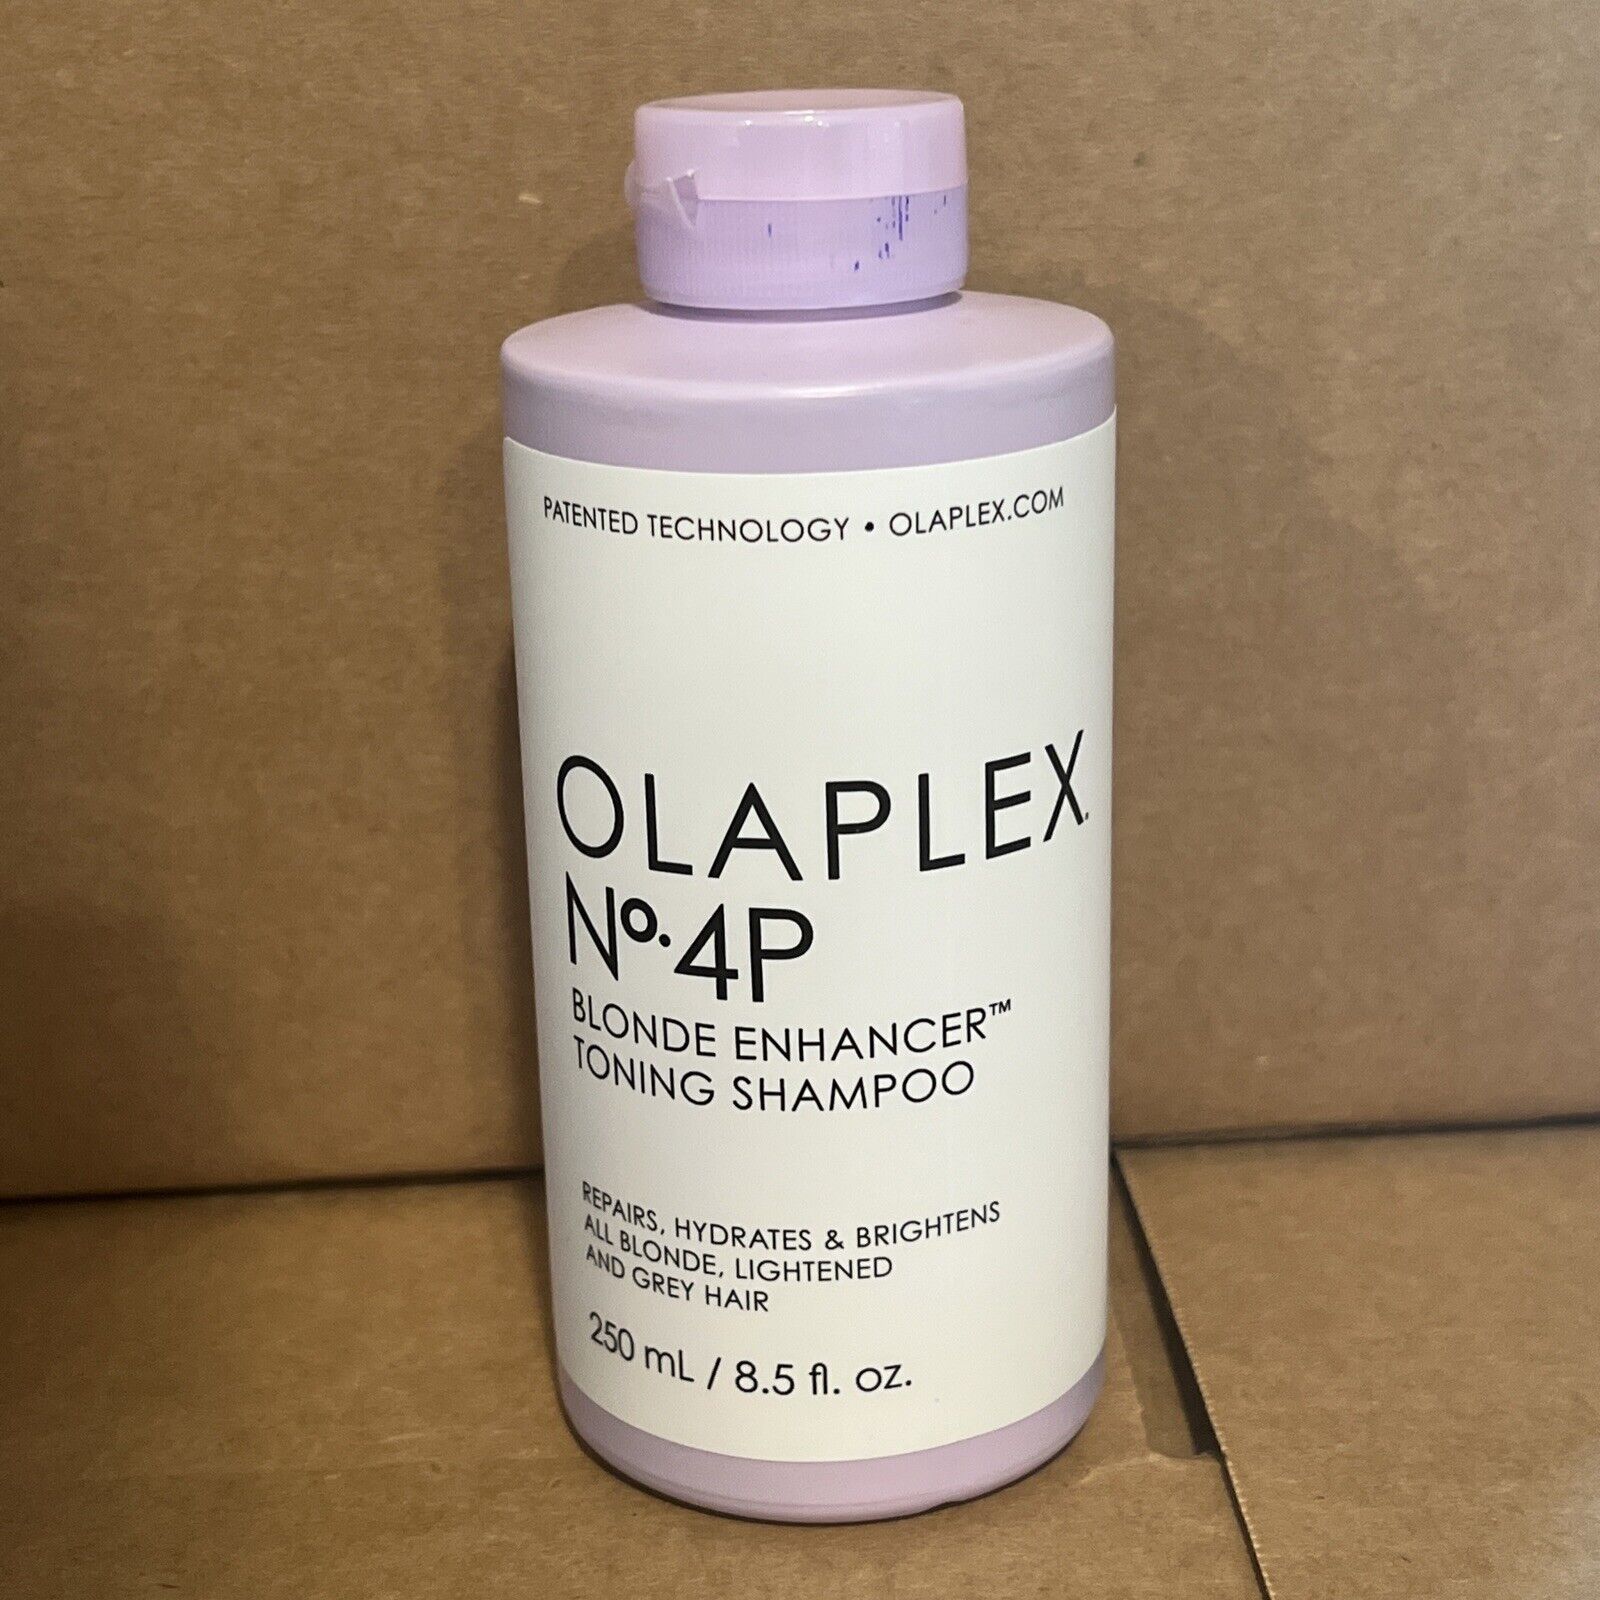 PATENTED TECHNOLOGY • OLAPLEX.COM
OLAPLEX®
Nº.4P
BLONDE ENHANCER™
TONING SHAMPOO
REPAIRS, HYDRATES & BRIGHTENS
ALL BLONDE, LIGHTENED
AND GREY HAIR
250 mL / 8.5 fl. oz.